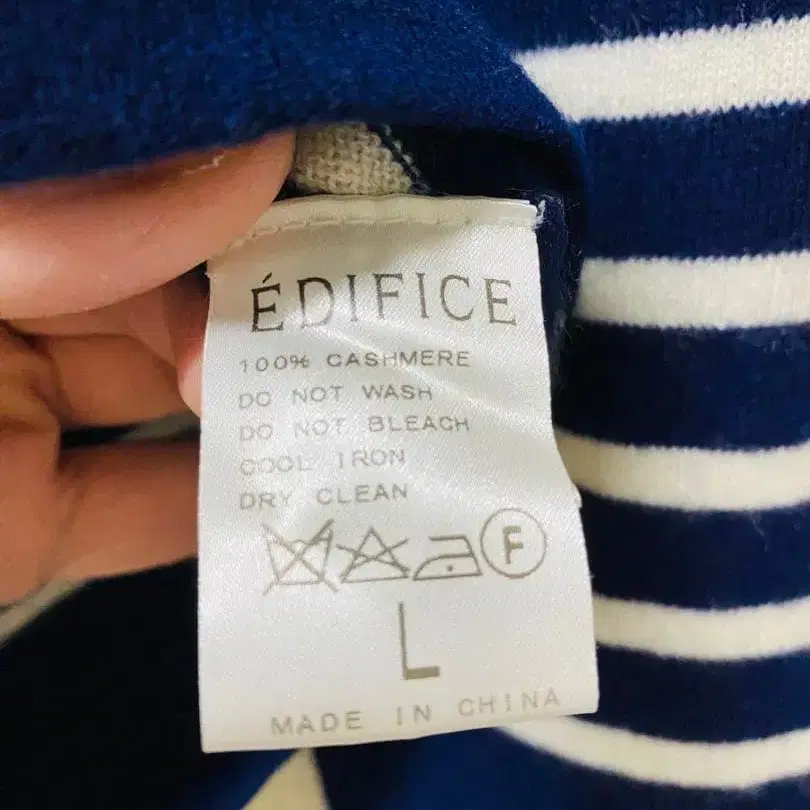 ÉDIFICE
100% CASHMERE
DO NOT WASH
DO NOT BLEACH
COOL IRON
DRY CLEAN
F
L
MADE IN CHINA